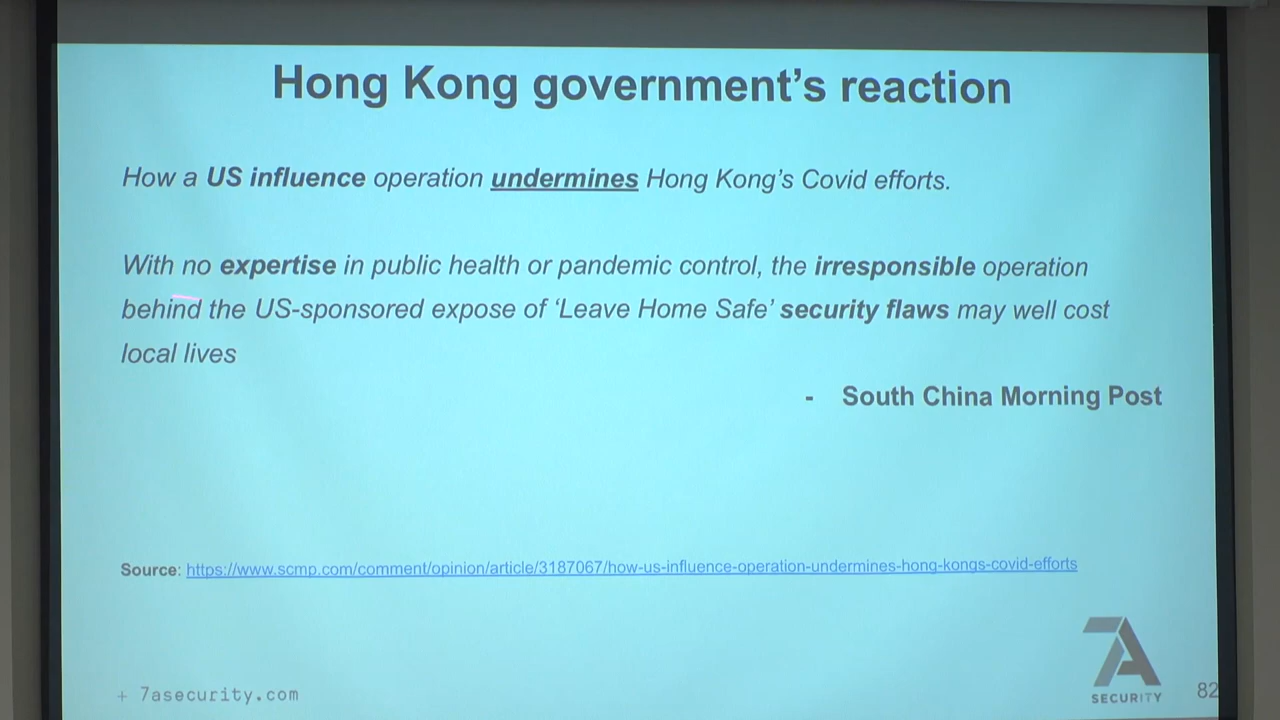 Hong Kong government’s reaction
How a US influence operation undermines Hong Kong’s Covid efforts.
With no expertise in public health or pandemic control, the irresponsible operation
behind the US-sponsored expose of ‘Leave Home Safe’ security flaws may well cost
local lives
- South China Morning Post
Source: https://www.scmp.com/comment/opinion/article/3187067/how-us-influence-operation-undermines-hong-kongs-covid-efforts
+ 7asecurity.com
7A
SECURITY
82